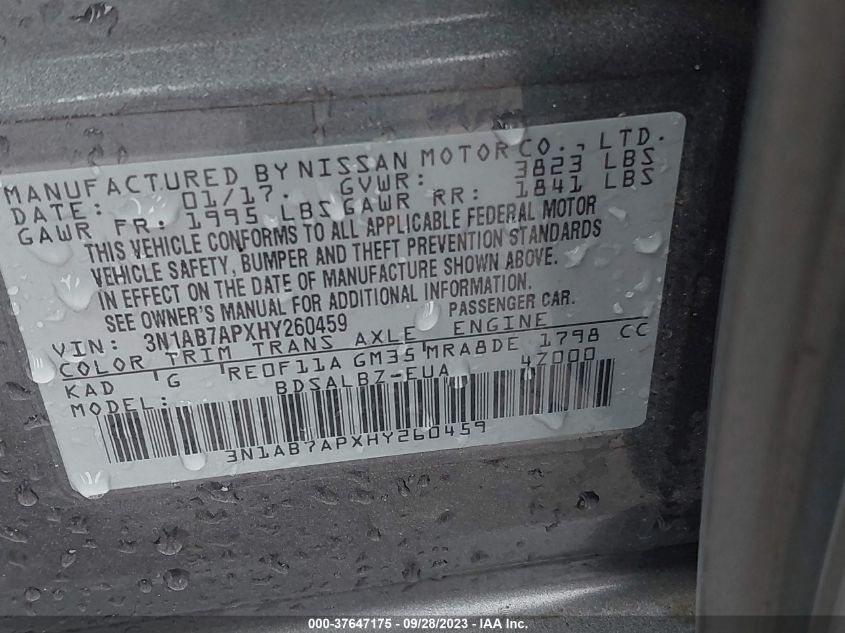 MANUFACTURED BY NISSAN MOTOR CO., LTD.
DATE: 01/17. GVWR: 3823 LBS
GAWR FR: 1995 LBS GAWR RR: 1841 LBS
THIS VEHICLE CONFORMS TO ALL APPLICABLE FEDERAL MOTOR
VEHICLE SAFETY, BUMPER AND THEFT PREVENTION STANDARDS
IN EFFECT ON THE DATE OF MANUFACTURE SHOWN ABOVE.
SEE OWNER'S MANUAL FOR ADDITIONAL INFORMATION.
VIN: 3N1AB7APXHY260459 PASSENGER CAR.
COLOR TRIM TRANS AXLE ENGINE
KAD G RE0F11A GM35 MRA8DE 1798 CC
MODEL: BDSALBZ-EUA 4Z000
3N1AB7APXHY260459
000-37647175 - 09/28/2023 - IAA Inc.